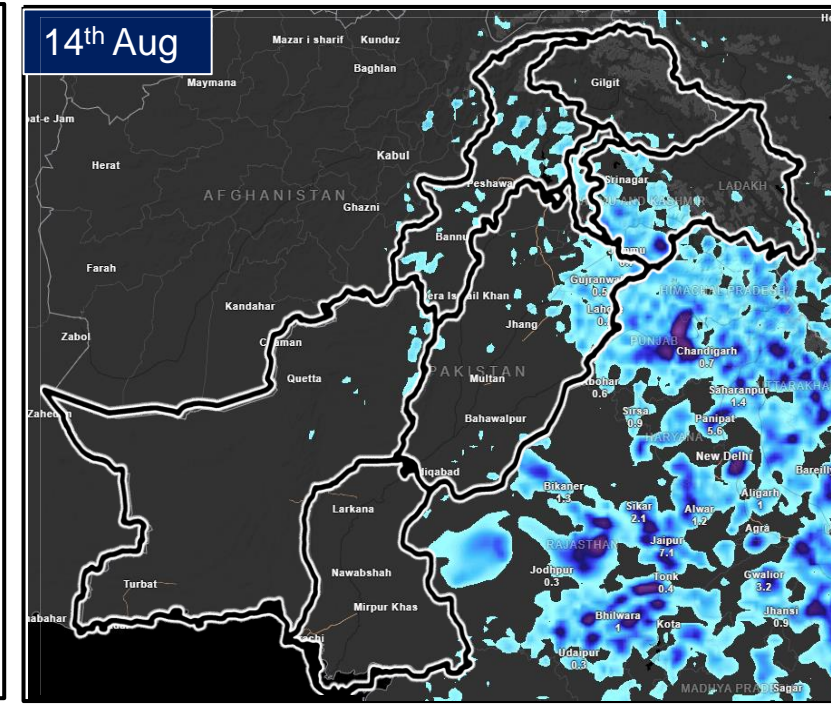 14th Aug
Mazar i sharif
Kunduz
Baghlan
Maymana
Gilgit
Herat
Kabul
AFGHANISTAN
Ghazni
Srinagar
LADAKH
Bannu
Farah
Kandahar
Jhang
HIMACHAL PRADESH
PUNJAB
Chandigarh
0.7
Zabol
Quetta
PAKISTAN
Multan
0.6
Saharanpur
1.4
Bahawalpur
Sirsa
0.9
Panipat
5.6
HARYANA
New Delhi
Larkana
Bikaner
1.3
Aligarh
1
Sikar
2.1
Alwar
1.2
Agra
RAJASTHAN
Jaipur
7.1
Nawabshah
Jodhpur
0.3
Tonk
0.4
Gwalior
3.2
Turbat
Mirpur Khas
Bhilwara
1
Kota
Jhansi
0.9
Udaipur
0.3
Sagar